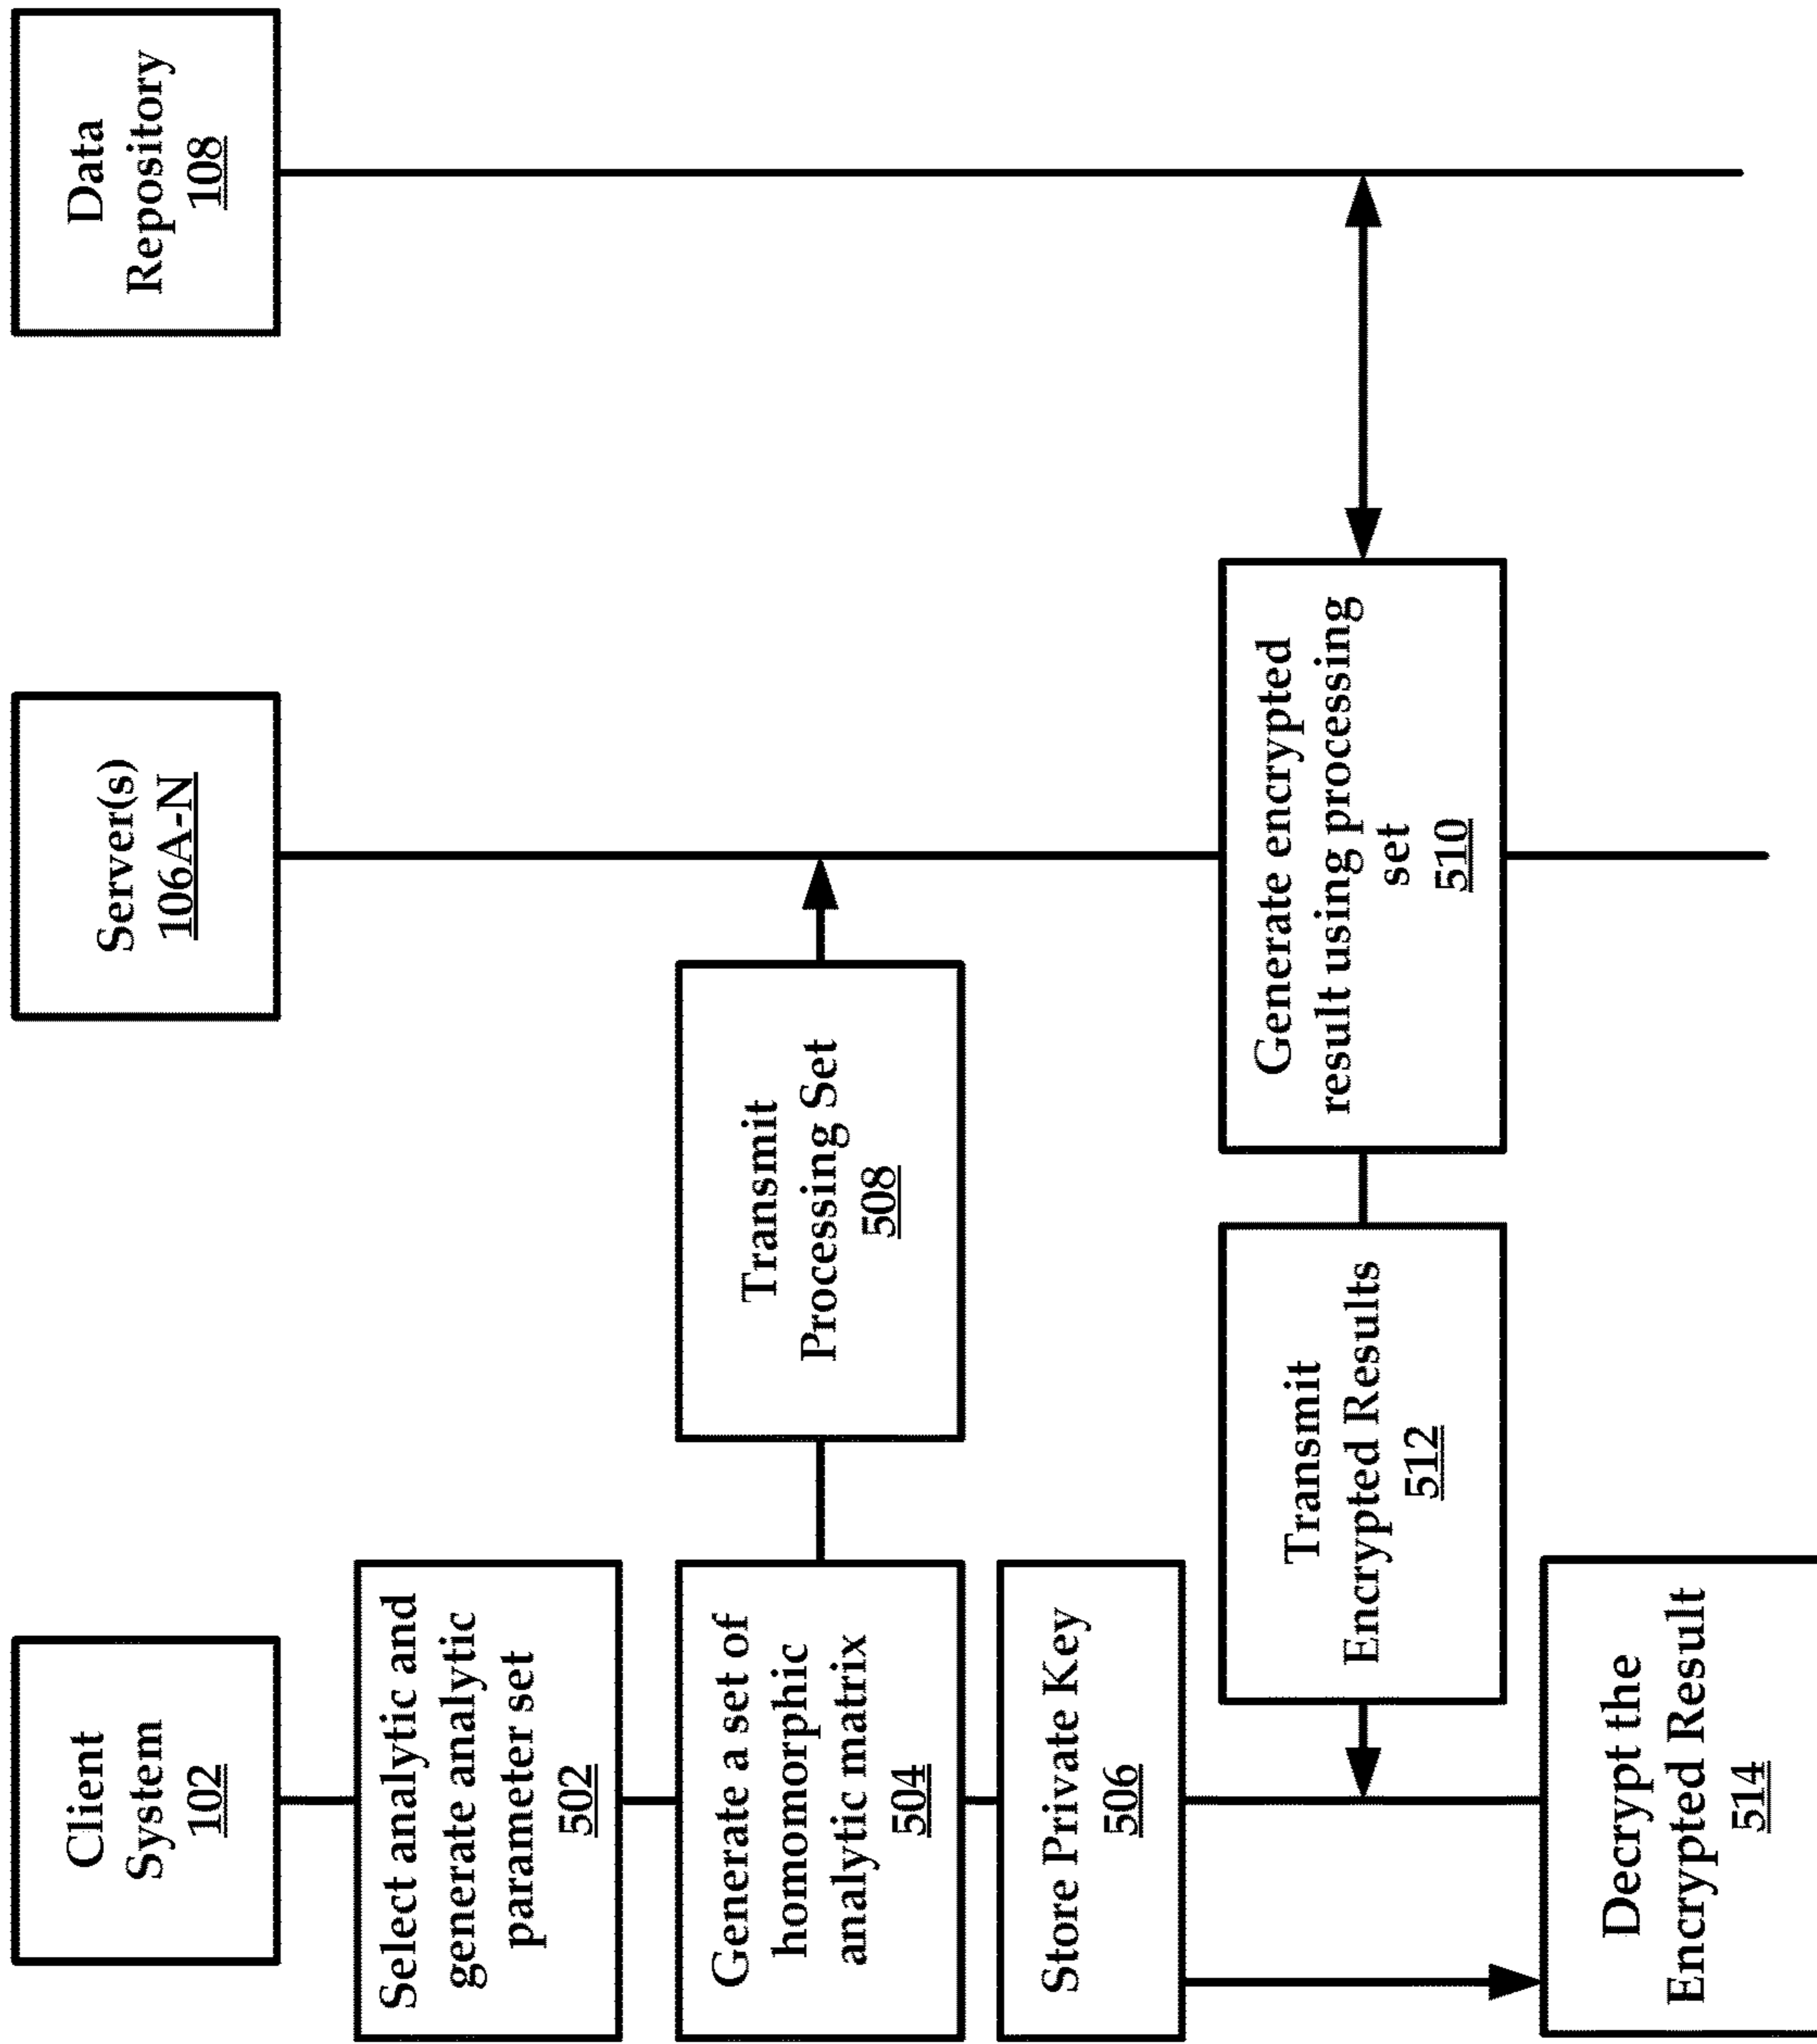 Client
System
102
Server(s)
106A-N
Data
Repository
108
Select analytic and
generate analytic
parameter set
502
Generate a set of
homomorphic
analytic matrix
504
Transmit
Processing Set
508
Store Private Key
506
Generate encrypted
result using processing
set
510
Transmit
Encrypted Results
512
Decrypt the
Encrypted Result
514